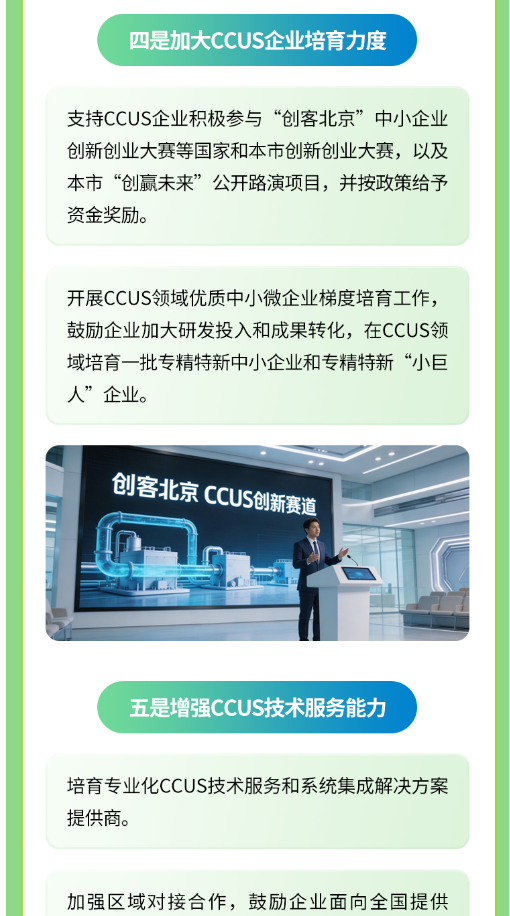 四是加大CCUS企业培育力度
支持CCUS企业积极参与“创客北京”中小企业
创新创业大赛等国家和本市创新创业大赛，以及
本市“创赢未来”公开路演项目，并按政策给予
资金奖励。
开展CCUS领域优质中小微企业梯度培育工作，
鼓励企业加大研发投入和成果转化，在CCUS领
域培育一批专精特新中小企业和专精特新“小巨
人”企业。
创客北京 CCUS创新赛道
五是增强CCUS技术服务能力
培育专业化CCUS技术服务和系统集成解决方案
提供商。
加强区域对接合作，鼓励企业面向全国提供